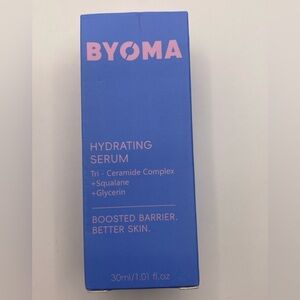 BYOMA
HYDRATING
SERUM
Tri - Ceramide Complex
+Squalane
+Glycerin
BOOSTED BARRIER.
BETTER SKIN.
30ml/1.01 fl.oz